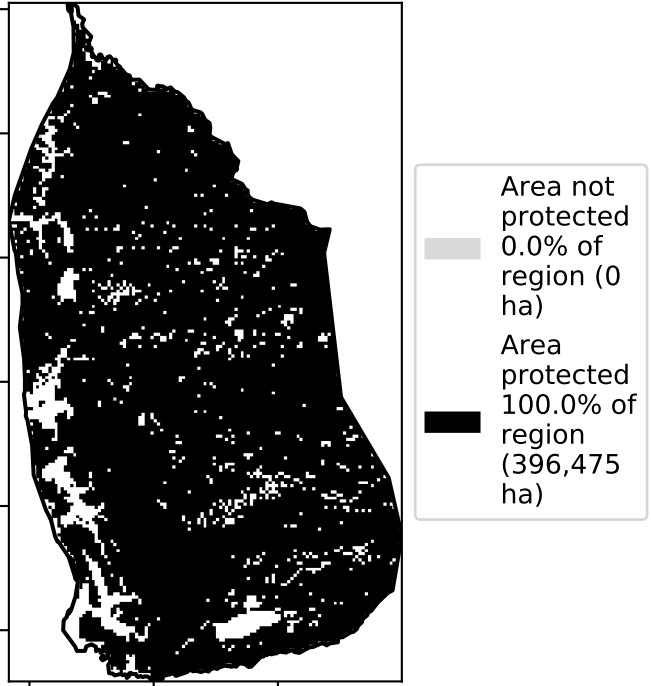 Area not
protected
0.0% of
region (0
ha)
Area
protected
100.0% of
region
(396,475
ha)